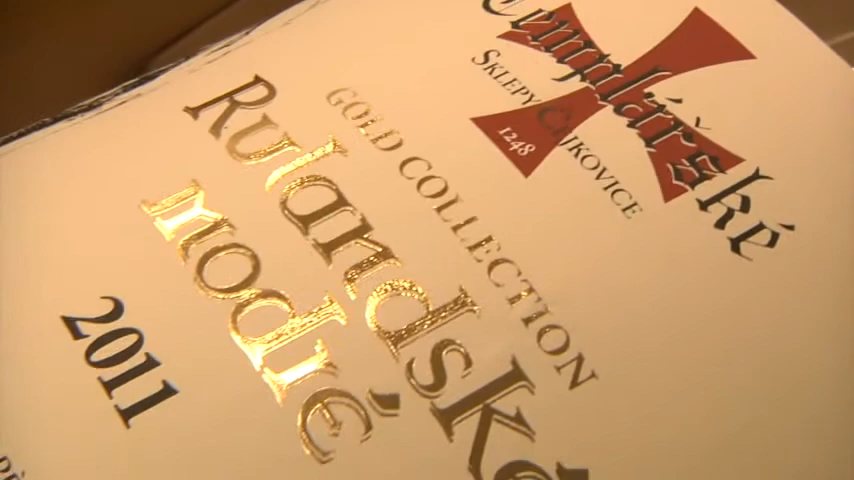 Templářské
SKLEPY ČEJKOVICE
1248
GOLD COLLECTION
Rulandské
modré
2011